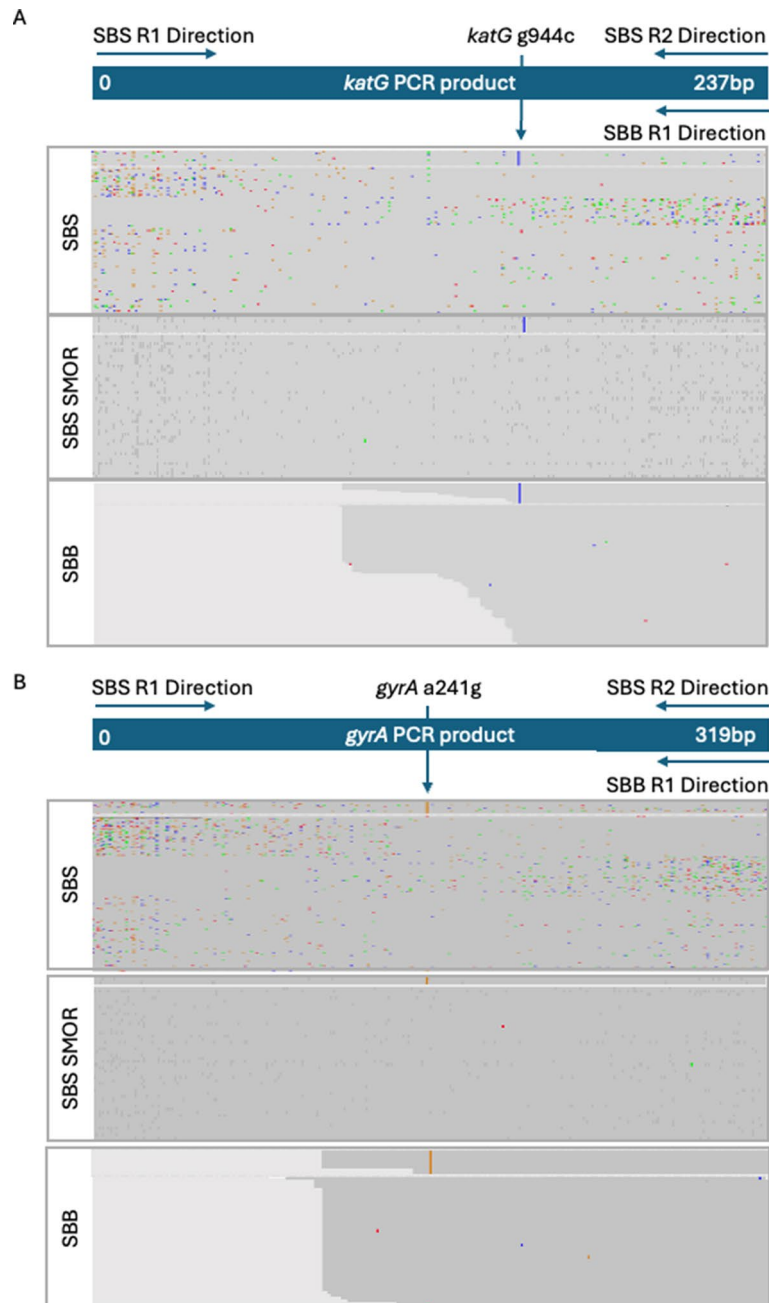 A
SBS R1 Direction katG g944c SBS R2 Direction
0 katG PCR product 237bp
SBB R1 Direction
SBS
SBS SMOR
SBB
B
SBS R1 Direction gyrA a241g SBS R2 Direction
0 gyrA PCR product 319bp
SBB R1 Direction
SBS
SBS SMOR
SBB